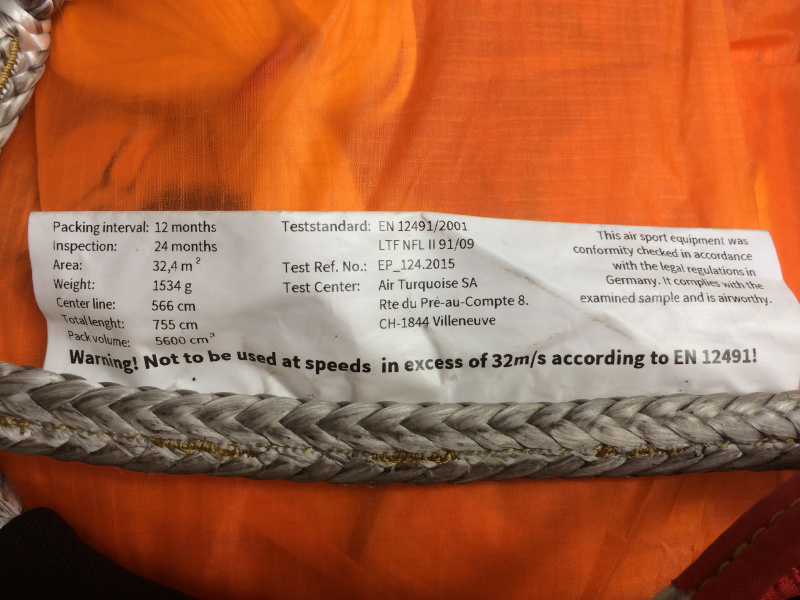 Packing interval: 12 months
Inspection: 24 months
Area: 32,4 m²
Weight: 1534 g
Center line: 566 cm
Total lenght: 755 cm
Pack volume: 5600 cm³
Teststandard: EN 12491/2001
LTF NFL II 91/09
Test Ref. No.: EP_124.2015
Test Center: Air Turquoise SA
Rte du Pré-au-Compte 8.
CH-1844 Villeneuve
This air sport equipment was
conformity checked in accordance
with the legal regulations in
Germany. It complies with the
examined sample and is airworthy.
Warning! Not to be used at speeds in excess of 32m/s according to EN 12491!